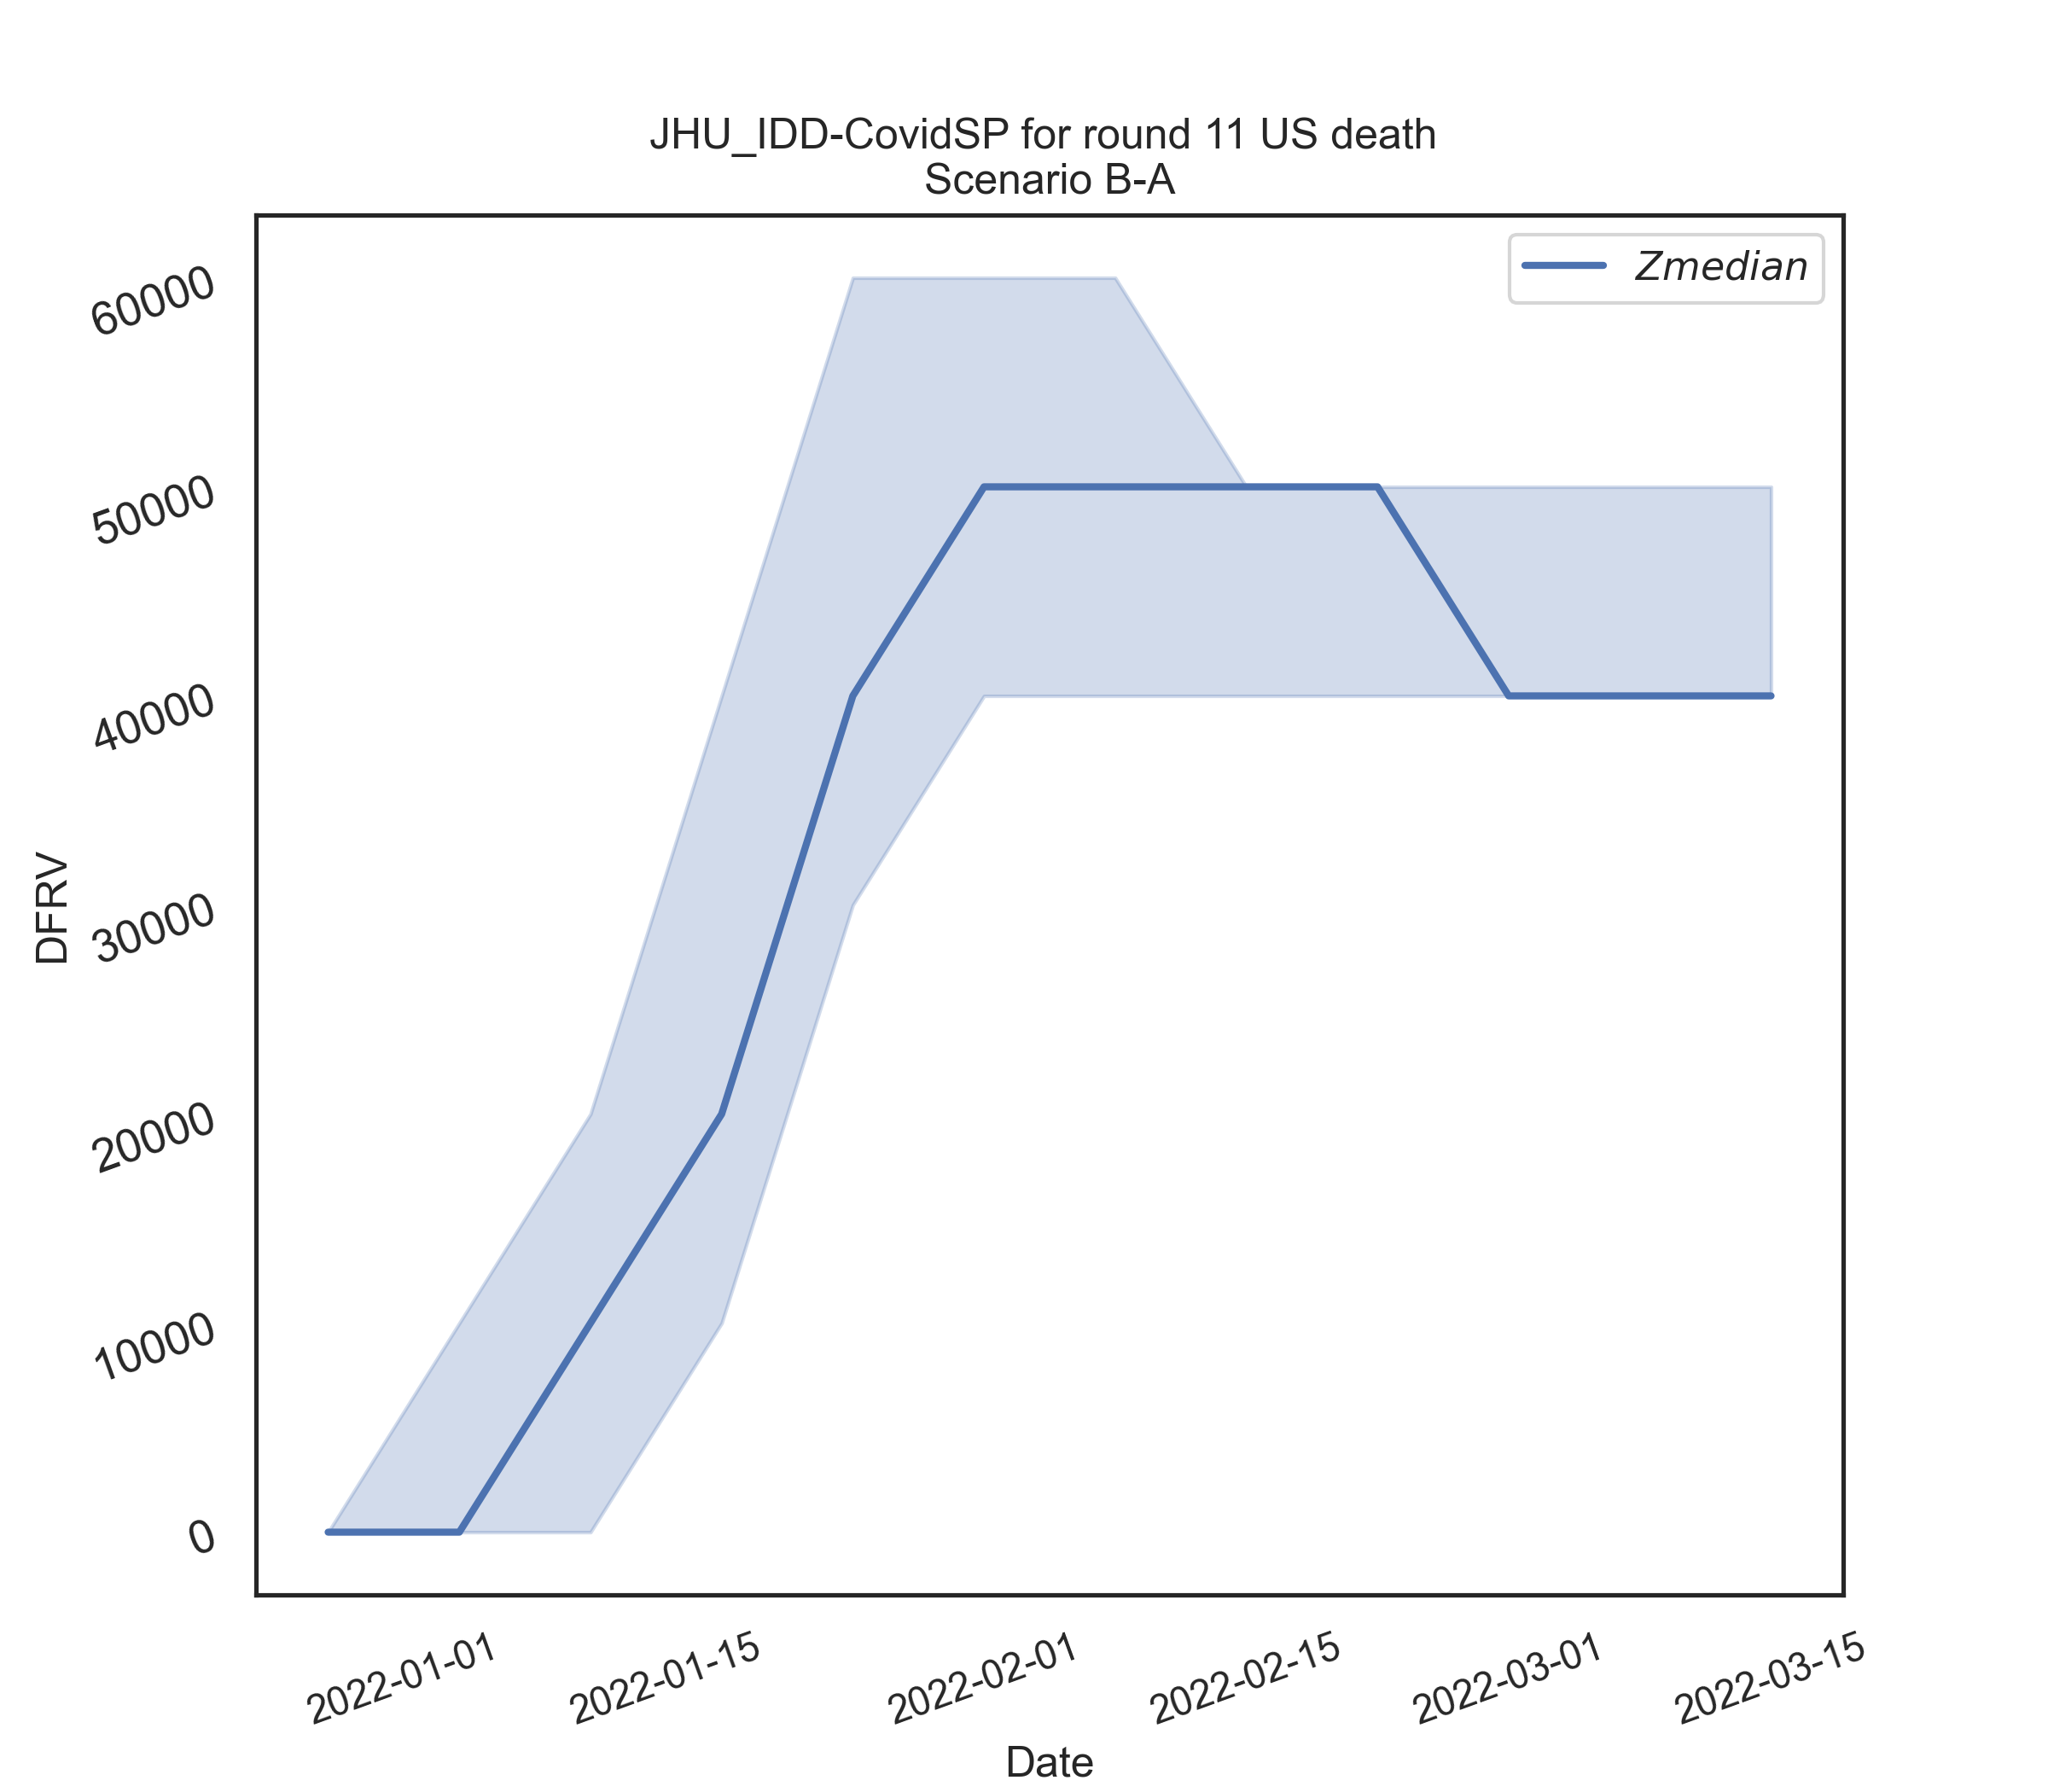 JHU_IDD-CovidSP for round 11 US death
Scenario B-A
Zmedian
60000
50000
40000
30000
20000
10000
0
DFRV
2022-01-01
2022-01-15
2022-02-01
2022-02-15
2022-03-01
2022-03-15
Date